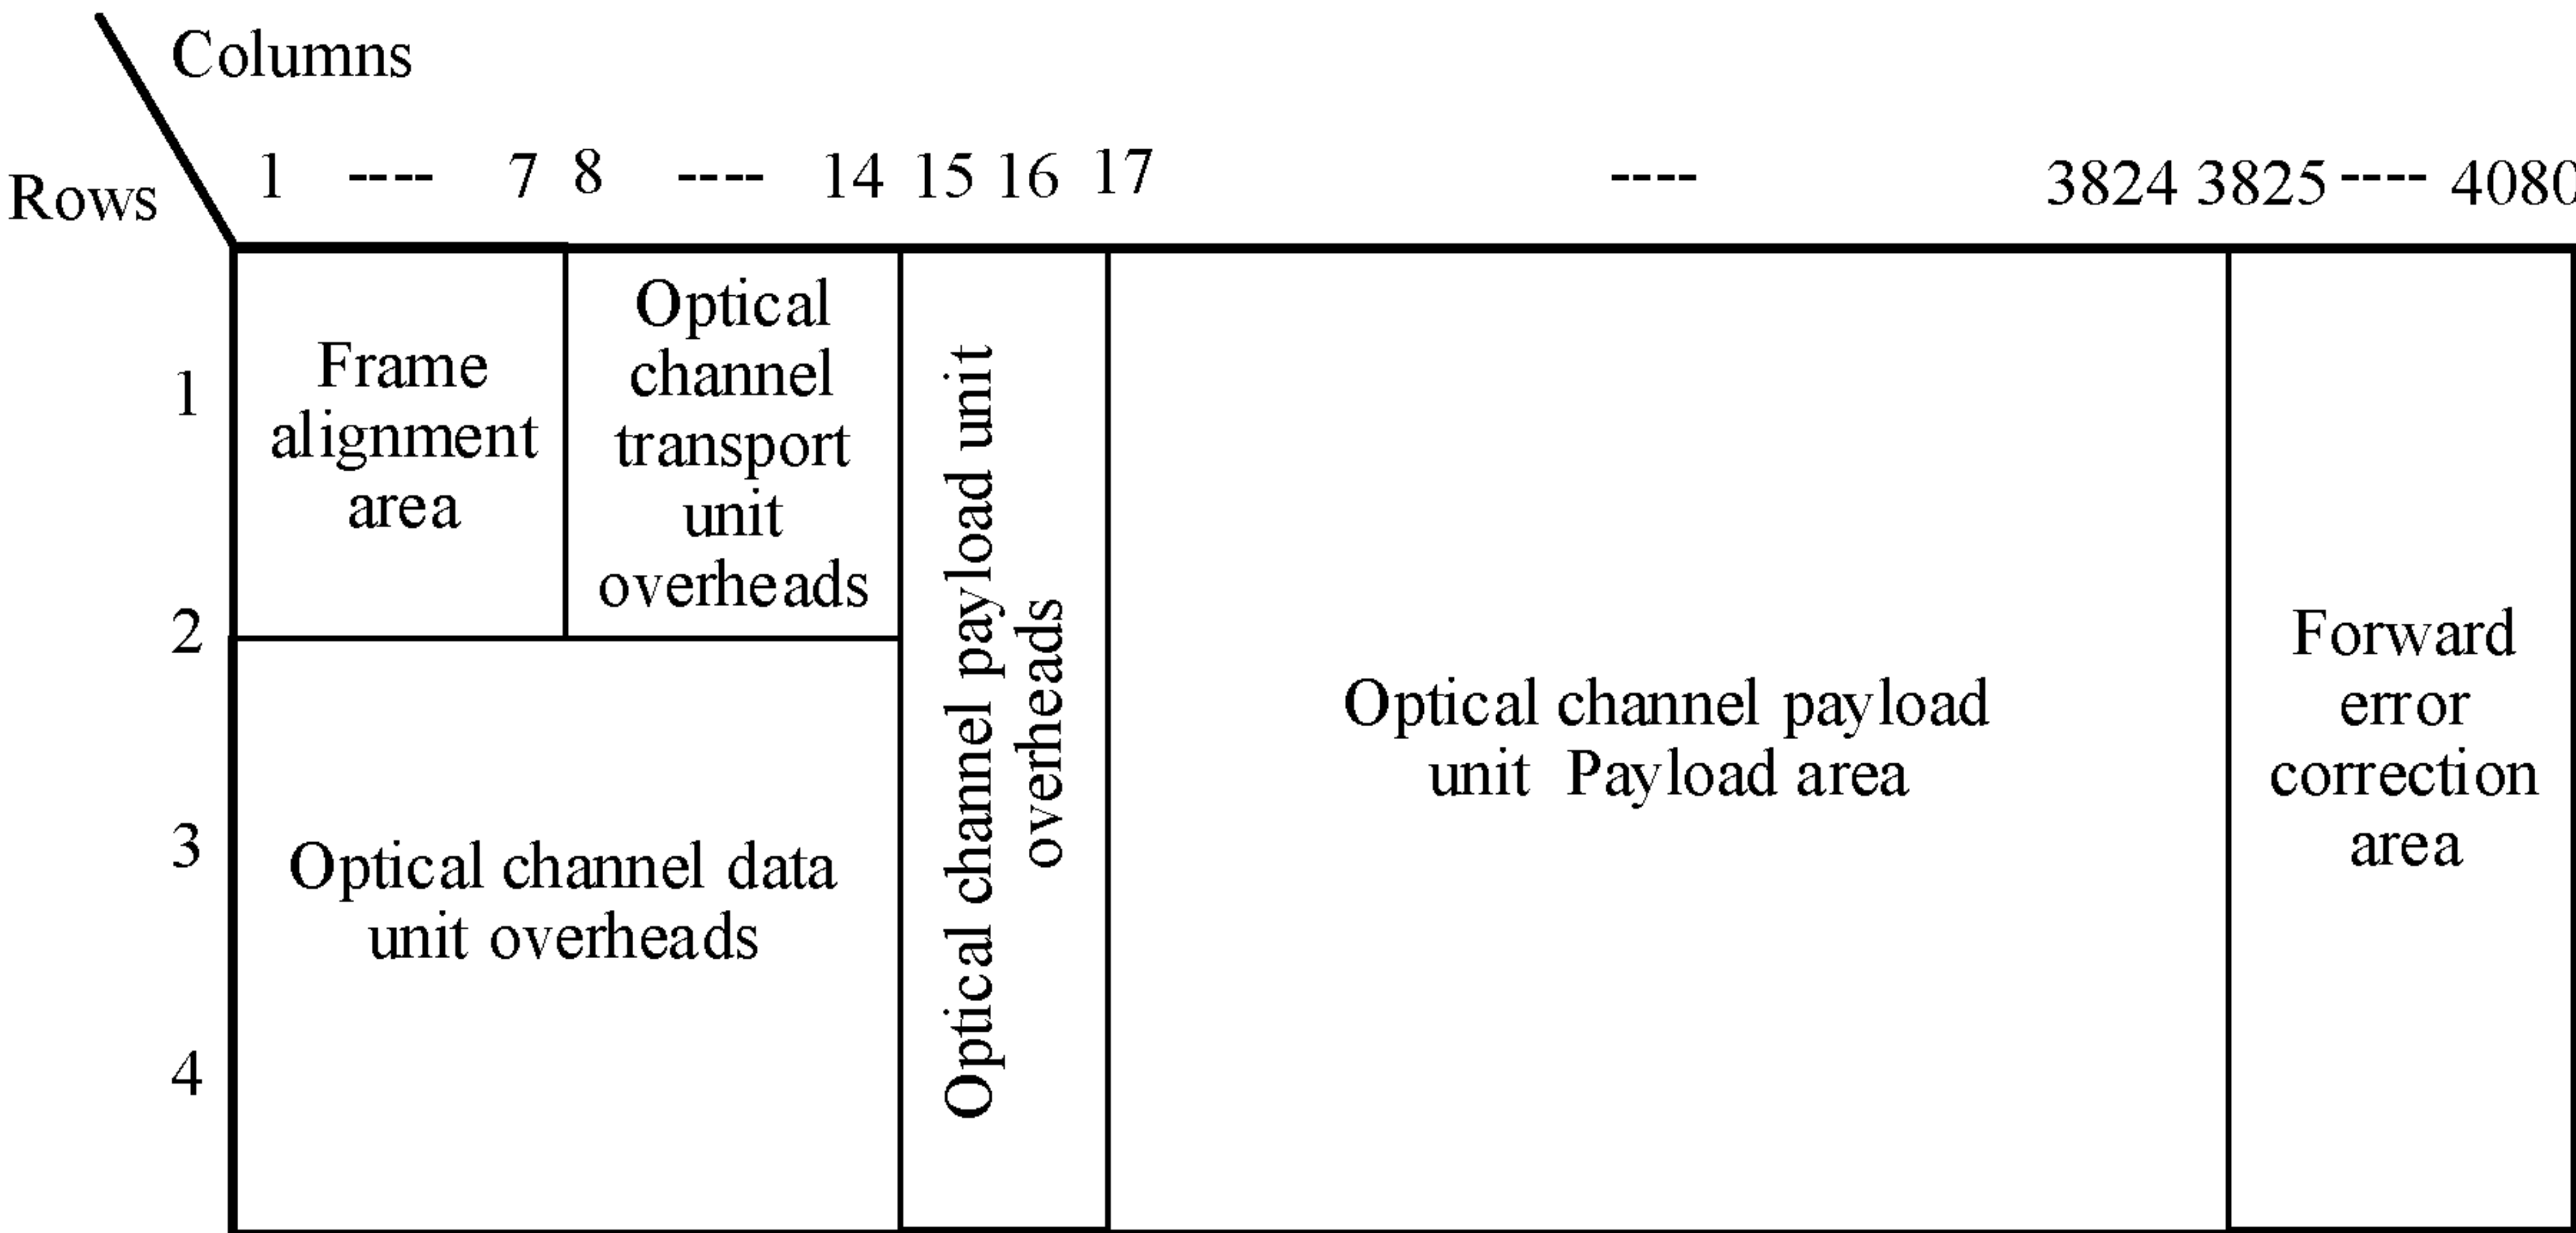 Columns
Rows
1 ---- 7 8 ---- 14 15 16 17 ---- 3824 3825 ---- 4080
1
2
3
4
Frame
alignment
area
Optical
channel
transport
unit
overheads
Optical channel data
unit overheads
Optical channel payload unit
overheads
Optical channel payload
unit Payload area
Forward
error
correction
area